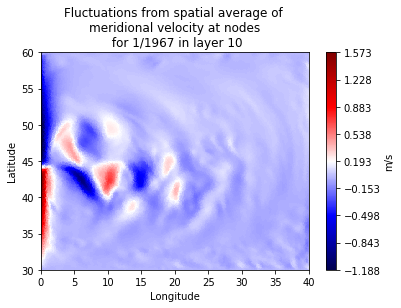 Fluctuations from spatial average of
meridional velocity at nodes
for 1/1967 in layer 10
60
55
50
45
40
35
30
Latitude
0 5 10 15 20 25 30 35 40
Longitude
1.573
1.228
0.883
0.538
0.193
−0.153
−0.498
−0.843
−1.188
m/s